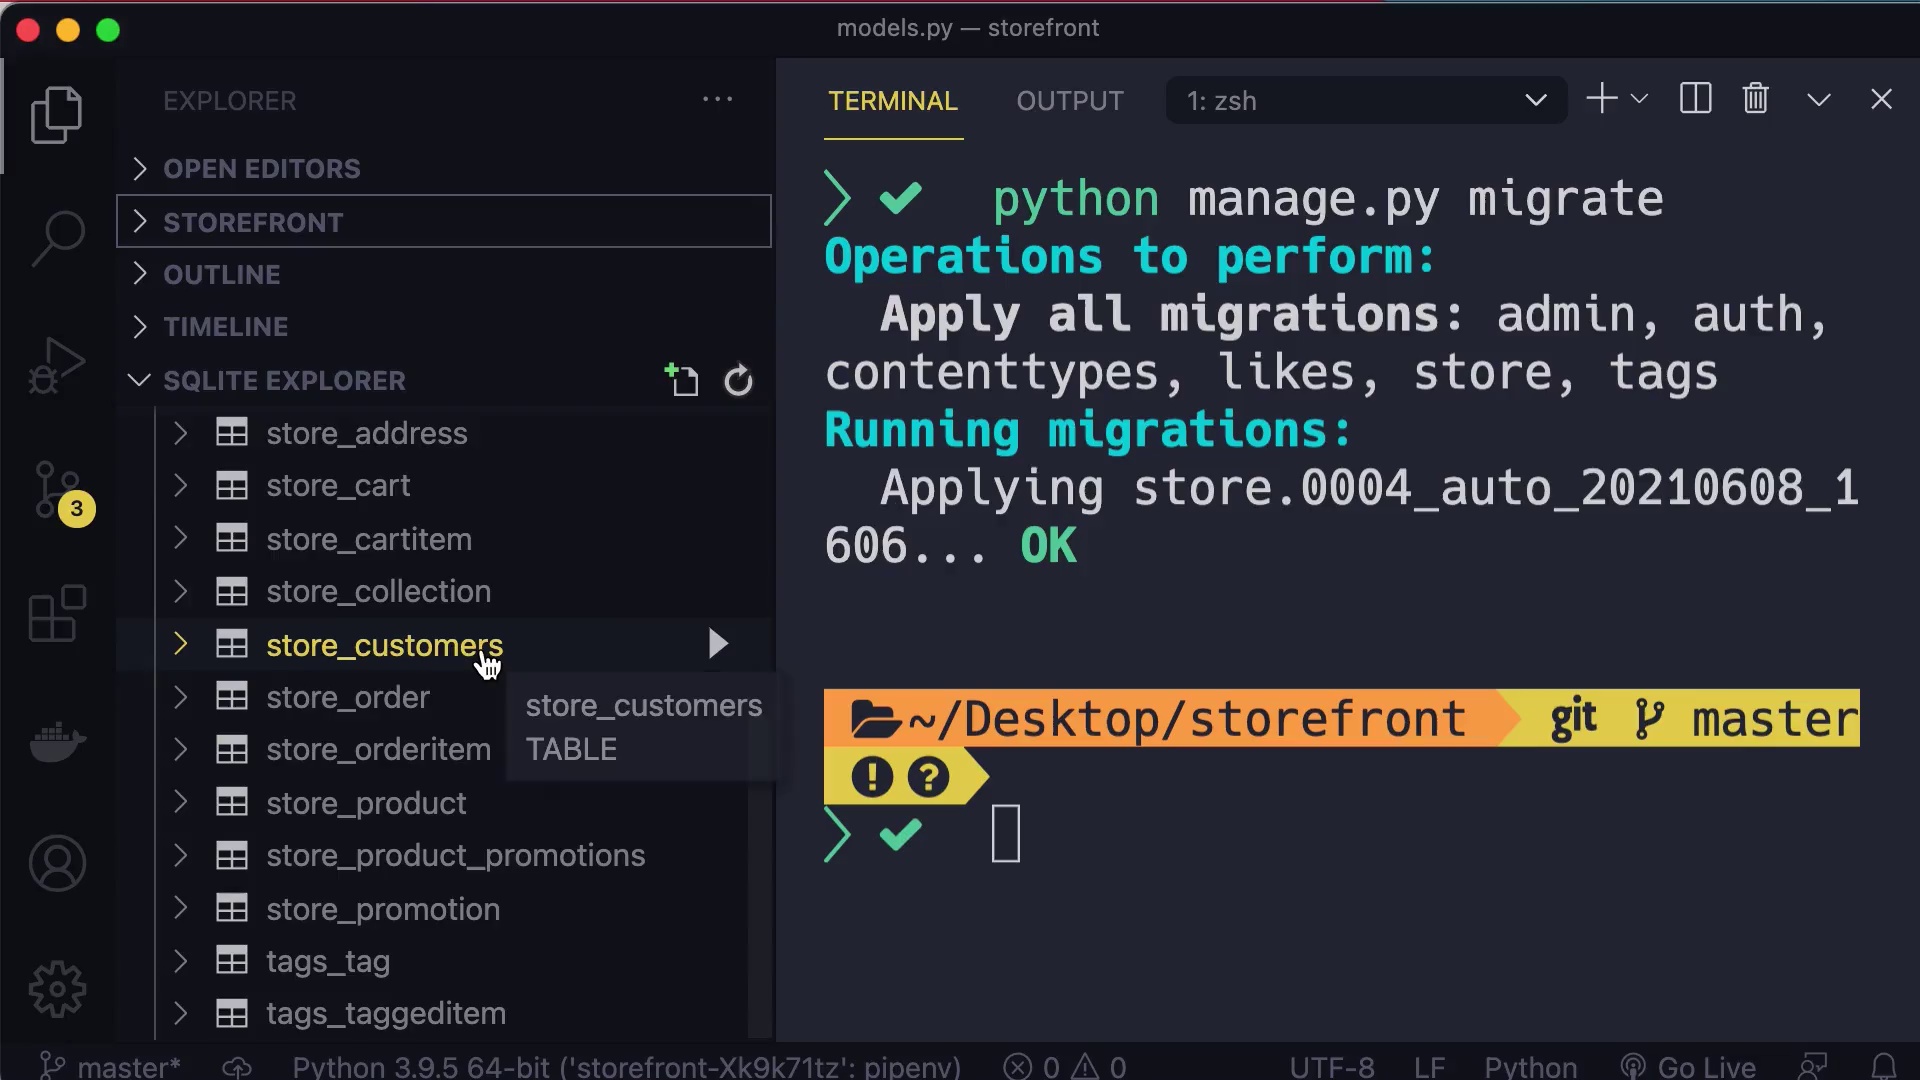 models.py — storefront
EXPLORER
OPEN EDITORS
STOREFRONT
OUTLINE
TIMELINE
SQLITE EXPLORER
store_address
store_cart
store_cartitem
store_collection
store_customers
store_order
store_orderitem
store_product
store_product_promotions
store_promotion
tags_tag
tags_taggeditem
store_customers
TABLE
3
TERMINAL OUTPUT 1: zsh
python manage.py migrate
Operations to perform:
Apply all migrations: admin, auth,
contenttypes, likes, store, tags
Running migrations:
Applying store.0004_auto_20210608_1
606... OK
~/Desktop/storefront git master
! ?
master* Python 3.9.5 64-bit ('storefront-Xk9k71tz': pipenv) 0 0 UTF-8 LF Python Go Live